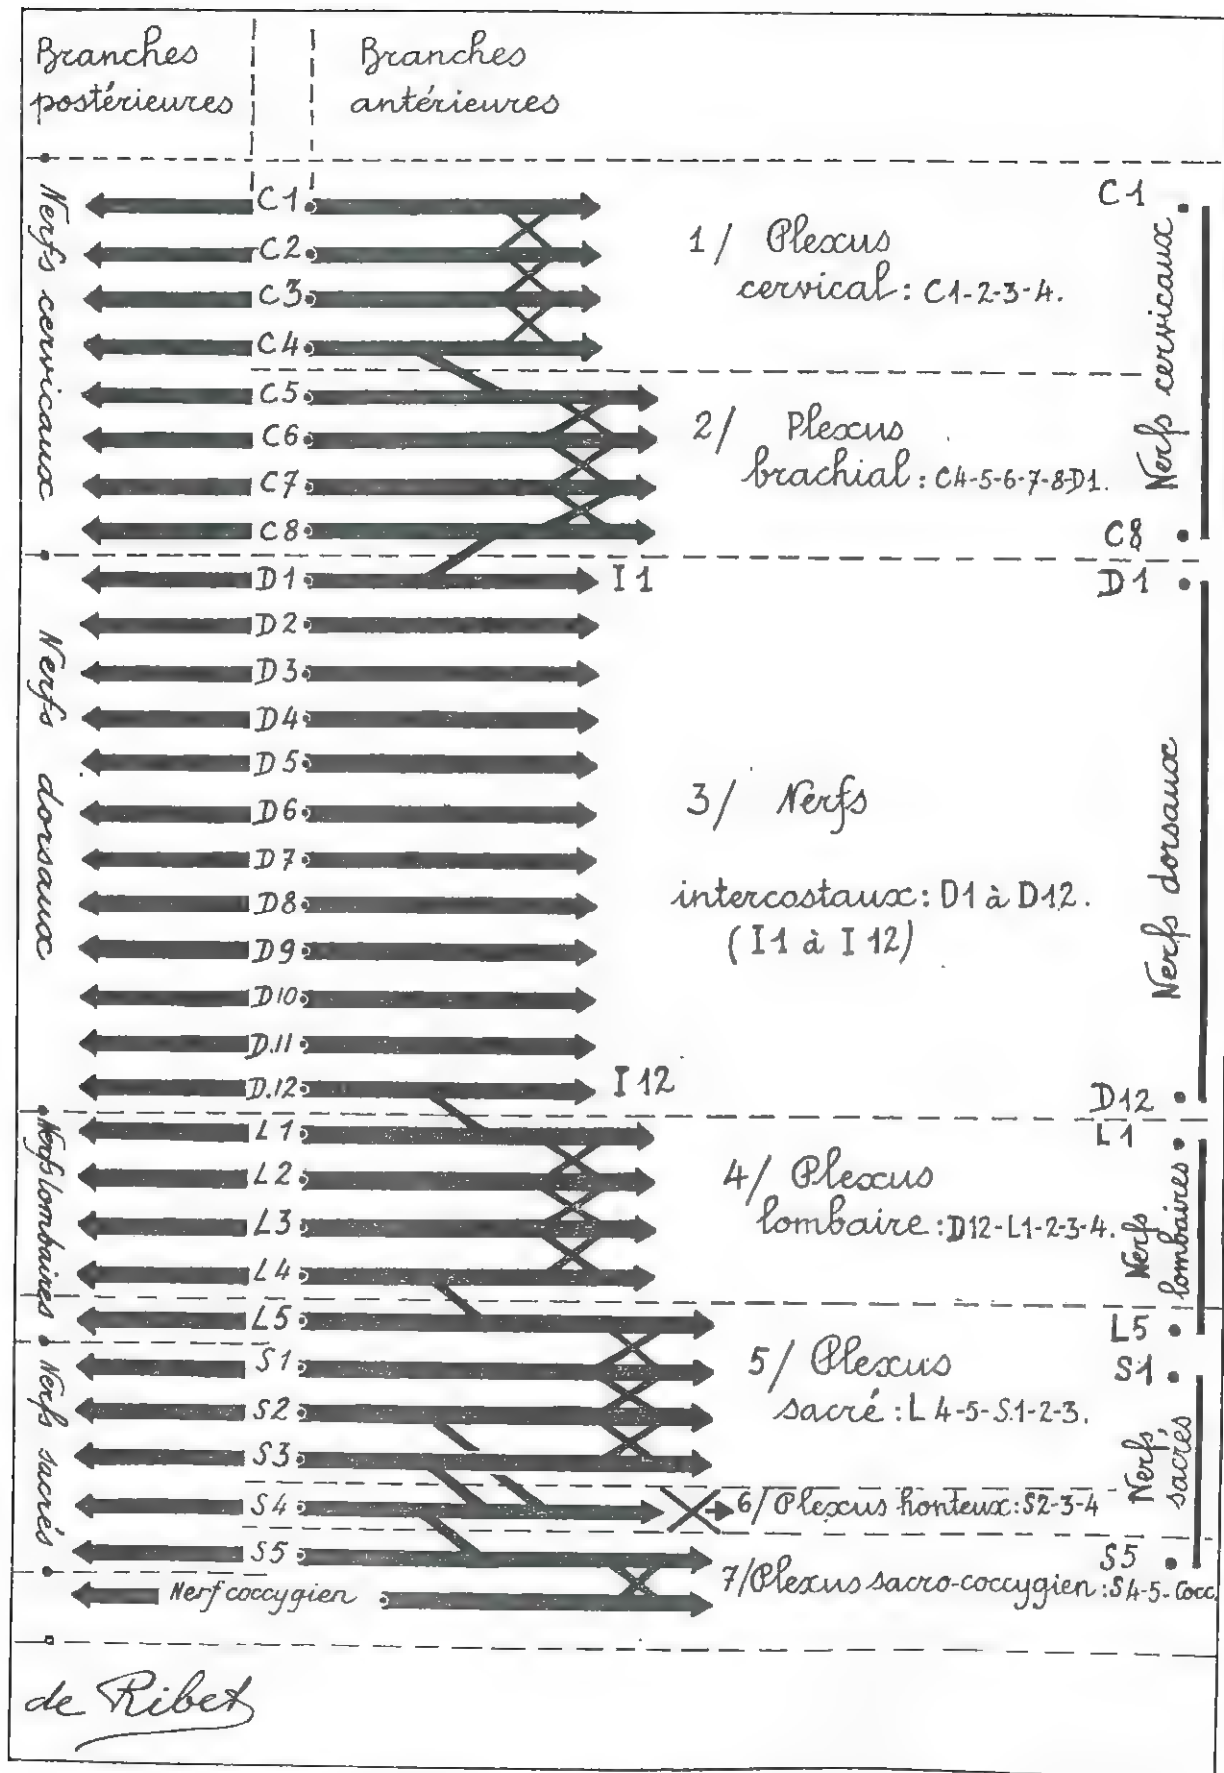 Branches
postérieures
Branches
antérieures
Nerfs cervicaux
C1
C2
C3
C4
C5
C6
C7
C8
1/ Plexus
cervical : C1-2-3-4.
2/ Plexus
brachial : C4-5-6-7-8-D1.
C1
Nerfs cervicaux
C8
Nerfs dorsaux
D1
D2
D3
D4
D5
D6
D7
D8
D9
D10
D.11
D.12
I 1
I 12
3/ Nerfs
intercostaux : D1 à D12.
(I1 à I 12)
D1
Nerfs dorsaux
D12
Nerfs lombaires
L1
L2
L3
L4
L5
4/ Plexus
lombaire : D12-L1-2-3-4.
L1
Nerfs
lombaires
L5
Nerfs sacrés
S1
S2
S3
S4
S5
5/ Plexus
sacré : L 4-5-S.1-2-3.
6/ Plexus honteux : S2-3-4
S1
Nerfs
sacrés
S5
Nerf coccygien
7/ Plexus sacro-coccygien : S4-5-Cocc.
de Ribet